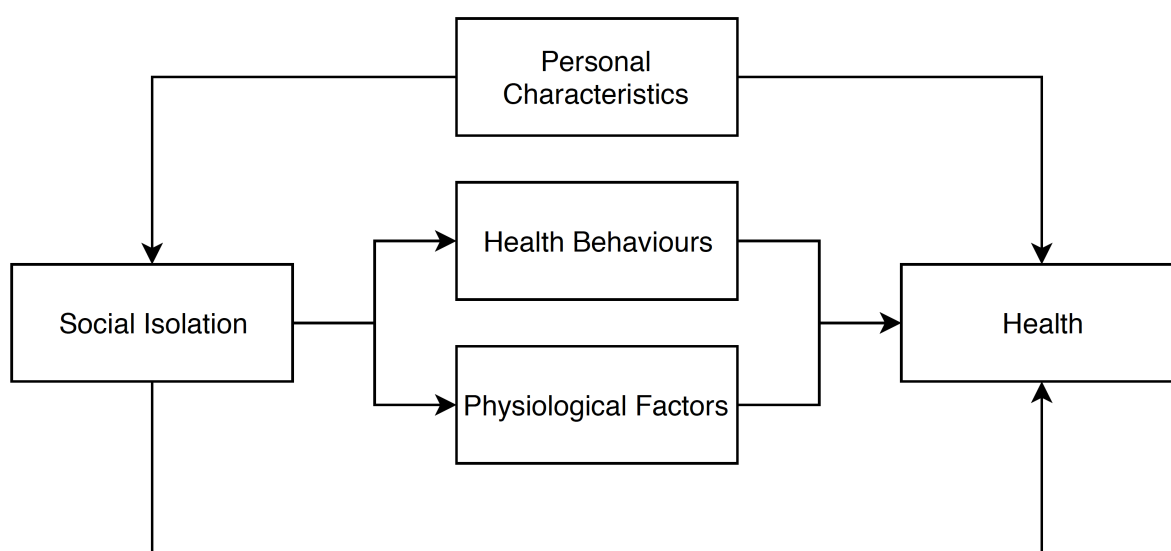 Personal
Characteristics
Health Behaviours
Social Isolation
Health
Physiological Factors